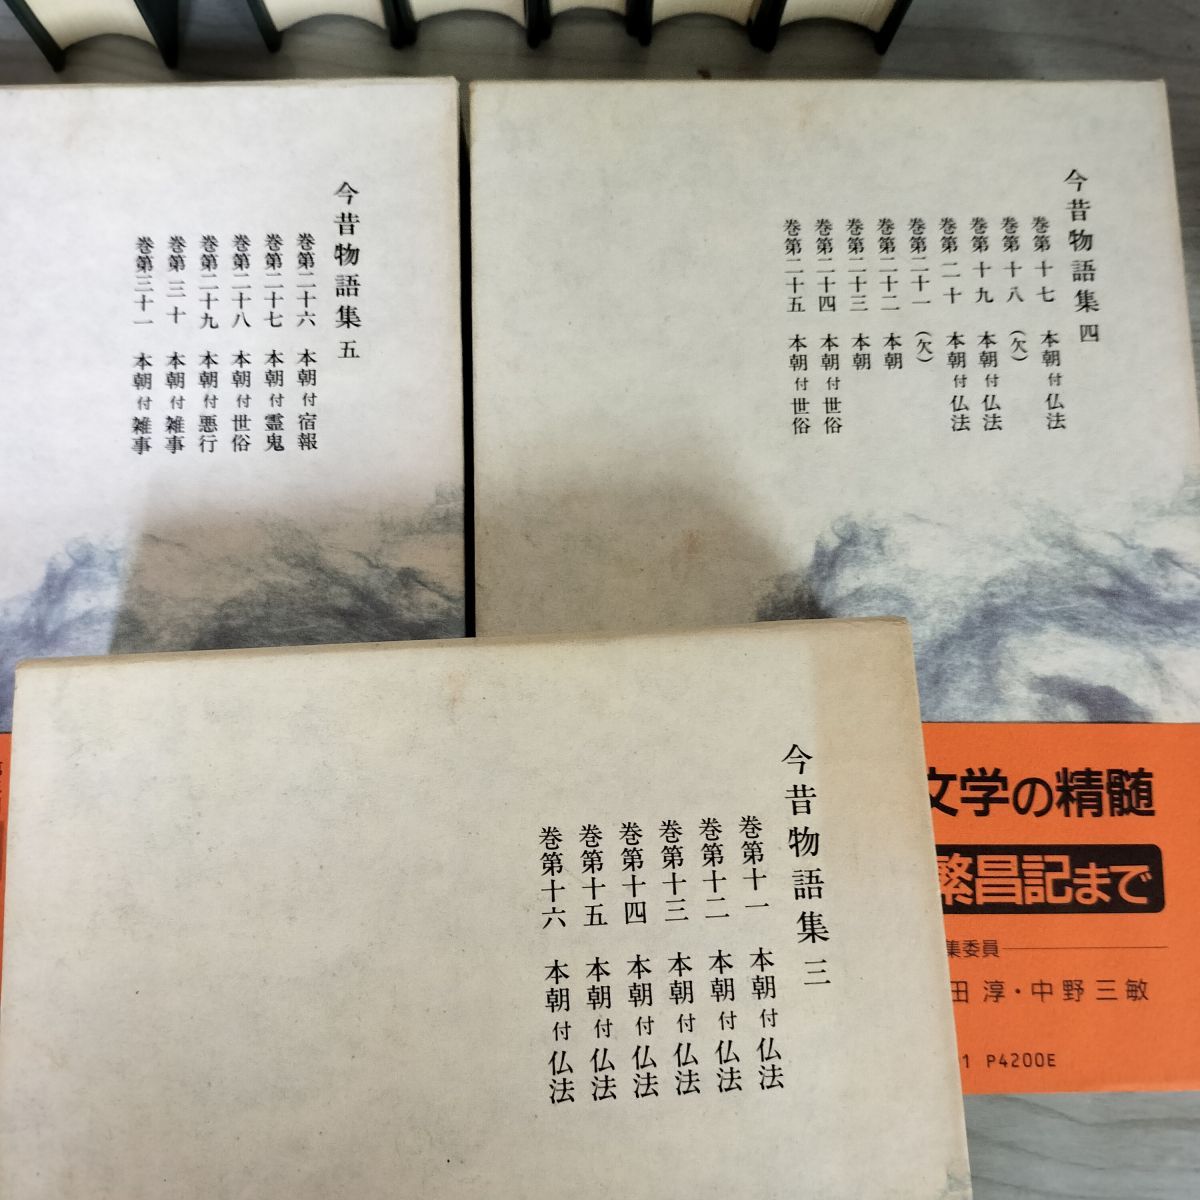 今昔物語集 四
巻第十七 本朝付仏法
巻第十八 (欠)
巻第十九 本朝付仏法
巻第二十 本朝付仏法
巻第二十一 (欠)
巻第二十二 本朝
巻第二十三 本朝
巻第二十四 本朝付世俗
巻第二十五 本朝付世俗
今昔物語集 五
巻第二十六 本朝付宿報
巻第二十七 本朝付霊鬼
巻第二十八 本朝付世俗
巻第二十九 本朝付悪行
巻第三十 本朝付雑事
巻第三十一 本朝付雑事
今昔物語集 三
巻第十一 本朝付仏法
巻第十二 本朝付仏法
巻第十三 本朝付仏法
巻第十四 本朝付仏法
巻第十五 本朝付仏法
巻第十六 本朝付仏法
文学の精髄
繁昌記まで
集委員
田 淳・中野三敏
1 P4200E